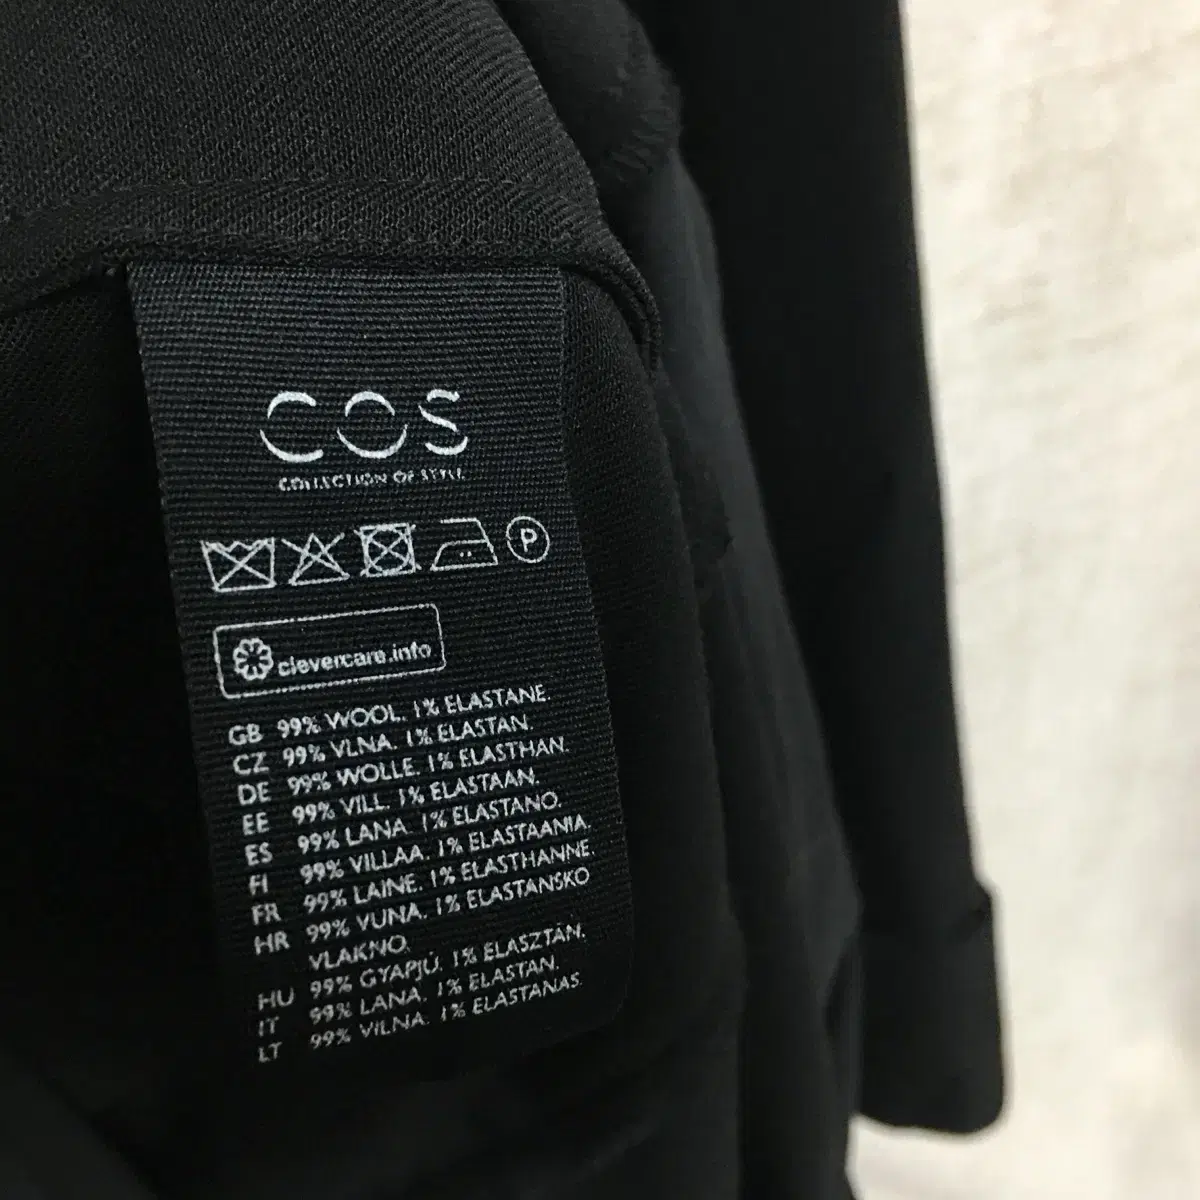 COS
COLLECTION OF STYLE
P
clevercare.info
GB 99% WOOL. 1% ELASTANE.
CZ 99% VLNA. 1% ELASTAN.
DE 99% WOLLE. 1% ELASTHAN.
EE 99% VILL. 1% ELASTAAN.
ES 99% LANA. 1% ELASTANO.
FI 99% VILLAA. 1% ELASTAANIA.
FR 99% LAINE. 1% ELASTHANNE.
HR 99% VUNA. 1% ELASTANSKO
VLAKNO.
HU 99% GYAPJÚ. 1% ELASZTÁN.
IT 99% LANA. 1% ELASTAN.
LT 99% VILNA. 1% ELASTANAS.